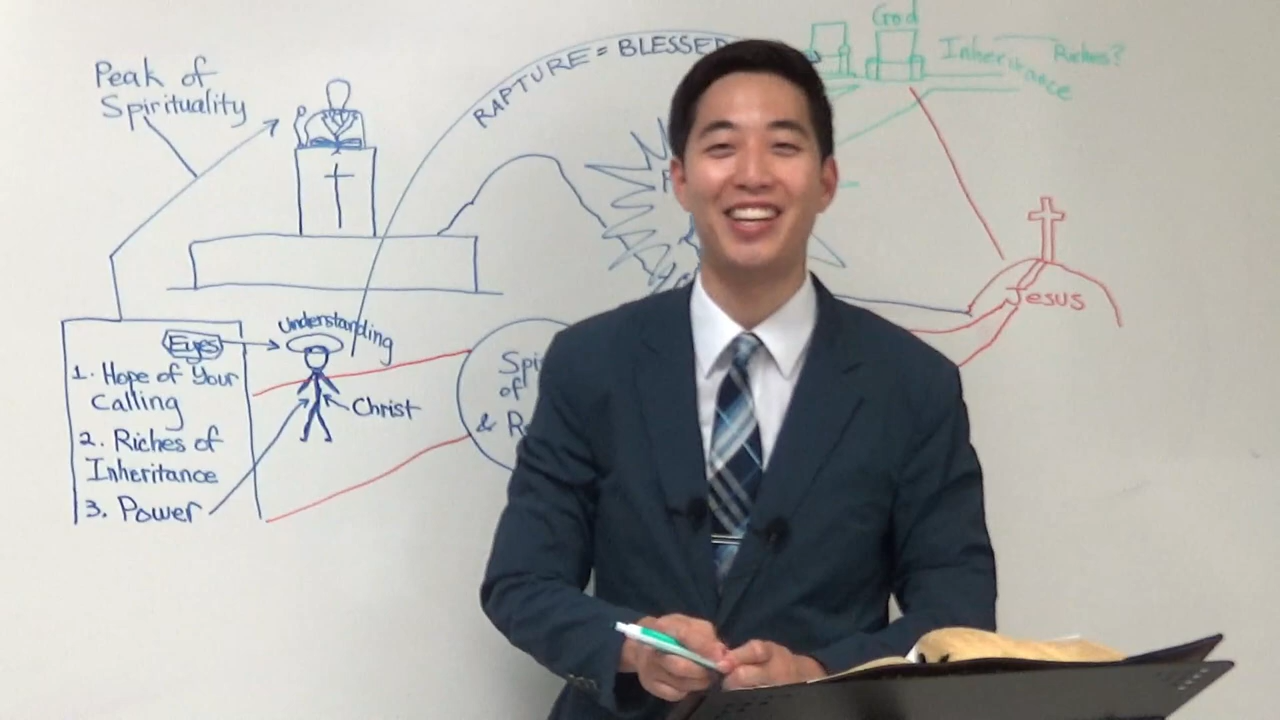 Peak of
Spirituality
RAPTURE = BLESSED
God
Inheritance
Riches?
Jesus
Eyes
Understanding
1. Hope of Your
Calling
2. Riches of
Inheritance
3. Power
Christ
of
&